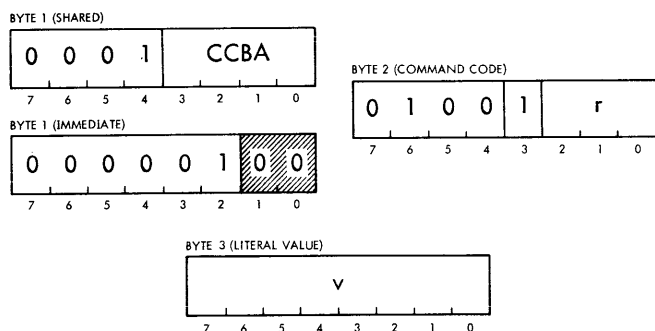 BYTE 1 (SHARED)
0 0 0 1 CCBA
7 6 5 4 3 2 1 0
BYTE 2 (COMMAND CODE)
0 1 0 0 1 r
7 6 5 4 3 2 1 0
BYTE 1 (IMMEDIATE)
0 0 0 0 0 1 0 0
7 6 5 4 3 2 1 0
BYTE 3 (LITERAL VALUE)
v
7 6 5 4 3 2 1 0